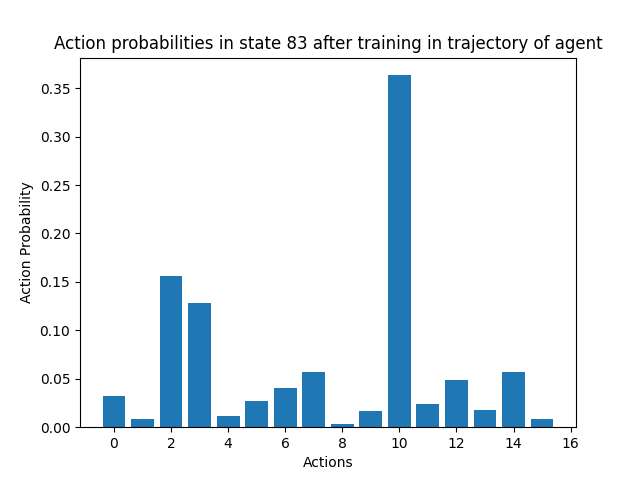 Action probabilities in state 83 after training in trajectory of agent
0.35
0.30
0.25
0.20
0.15
0.10
0.05
0.00
Action Probability
0 2 4 6 8 10 12 14 16
Actions